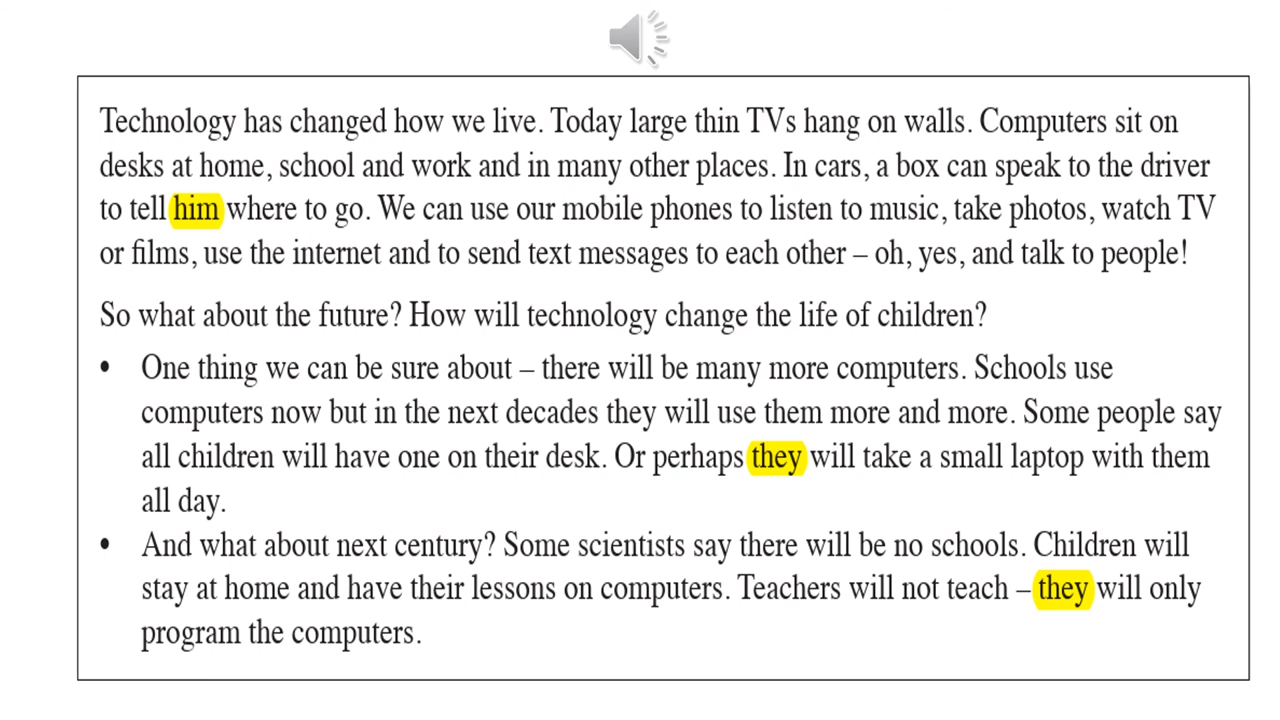 Technology has changed how we live. Today large thin TVs hang on walls. Computers sit on
desks at home, school and work and in many other places. In cars, a box can speak to the driver
to tell him where to go. We can use our mobile phones to listen to music, take photos, watch TV
or films, use the internet and to send text messages to each other – oh, yes, and talk to people!
So what about the future? How will technology change the life of children?
• One thing we can be sure about – there will be many more computers. Schools use
computers now but in the next decades they will use them more and more. Some people say
all children will have one on their desk. Or perhaps they will take a small laptop with them
all day.
• And what about next century? Some scientists say there will be no schools. Children will
stay at home and have their lessons on computers. Teachers will not teach – they will only
program the computers.